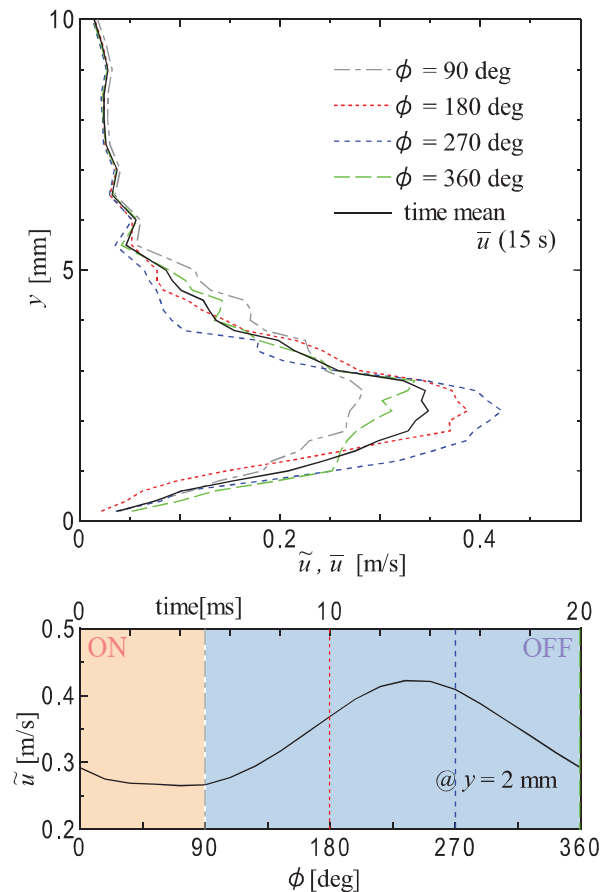 10
ϕ = 90 deg
ϕ = 180 deg
ϕ = 270 deg
ϕ = 360 deg
time mean
u̅ (15 s)
5
y [mm]
0
0 0.2 0.4
ũ , u̅ [m/s]
0 time[ms] 10 20
0.5
ON OFF
0.4
ũ [m/s]
0.3
@ y = 2 mm
0.2
0 90 180 270 360
ϕ [deg]